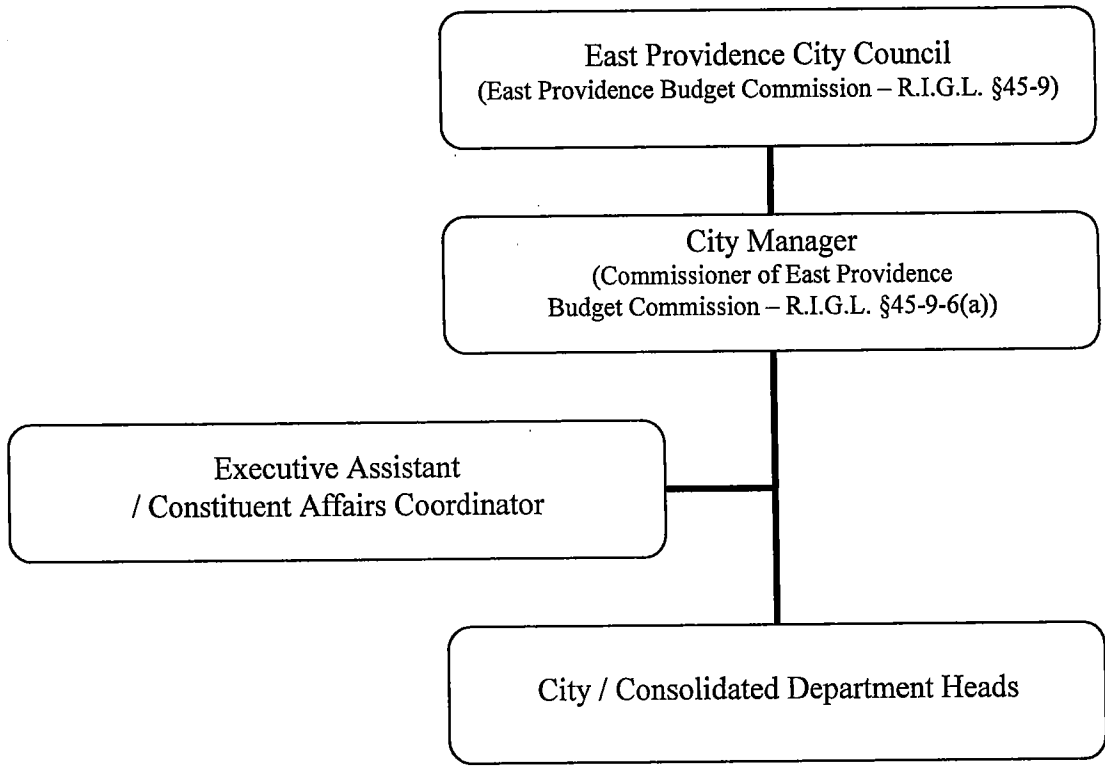 East Providence City Council
(East Providence Budget Commission – R.I.G.L. §45-9)
City Manager
(Commissioner of East Providence
Budget Commission – R.I.G.L. §45-9-6(a))
Executive Assistant
/ Constituent Affairs Coordinator
City / Consolidated Department Heads